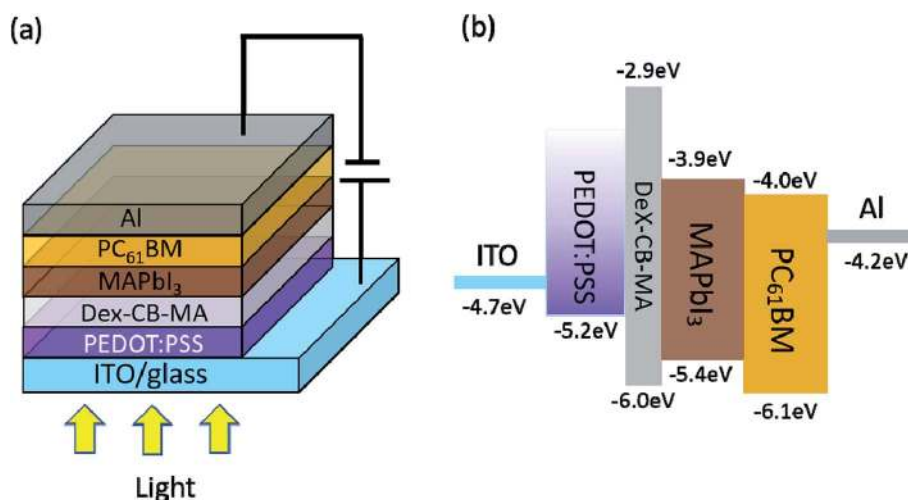 (a)
Al
PC₆₁BM
MAPbI₃
Dex-CB-MA
PEDOT:PSS
ITO/glass
Light
(b)
-2.9eV
-3.9eV
-4.0eV
Al
-4.2eV
ITO
-4.7eV
PEDOT:PSS
DeX-CB-MA
MAPbI₃
PC₆₁BM
-5.2eV
-5.4eV
-6.0eV
-6.1eV